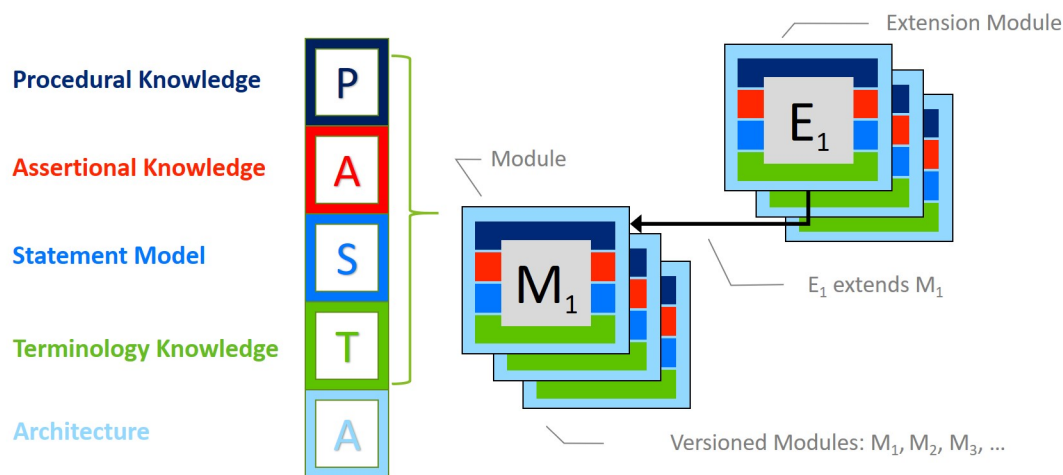 Extension Module
Procedural Knowledge
P
E₁
Assertional Knowledge
A
Module
Statement Model
S
M₁
E₁ extends M₁
Terminology Knowledge
T
Architecture
A
Versioned Modules: M₁, M₂, M₃, ...